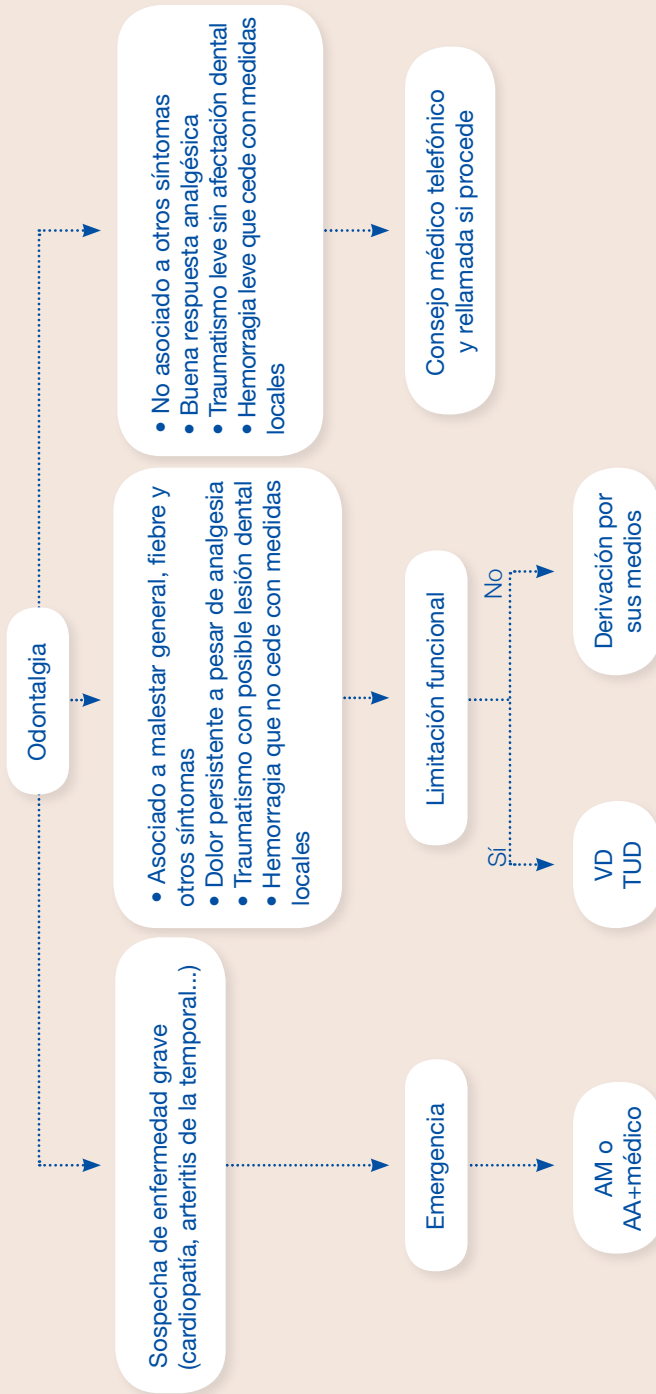 Odontalgia
Sospecha de enfermedad grave
(cardiopatía, arteritis de la temporal...)
• Asociado a malestar general, fiebre y
otros síntomas
• Dolor persistente a pesar de analgesia
• Traumatismo con posible lesión dental
• Hemorragia que no cede con medidas
locales
• No asociado a otros síntomas
• Buena respuesta analgésica
• Traumatismo leve sin afectación dental
• Hemorragia leve que cede con medidas
locales
Emergencia
Limitación funcional
Consejo médico telefónico
y rellamada si procede
Sí
No
AM o
AA+médico
VD
TUD
Derivación por
sus medios